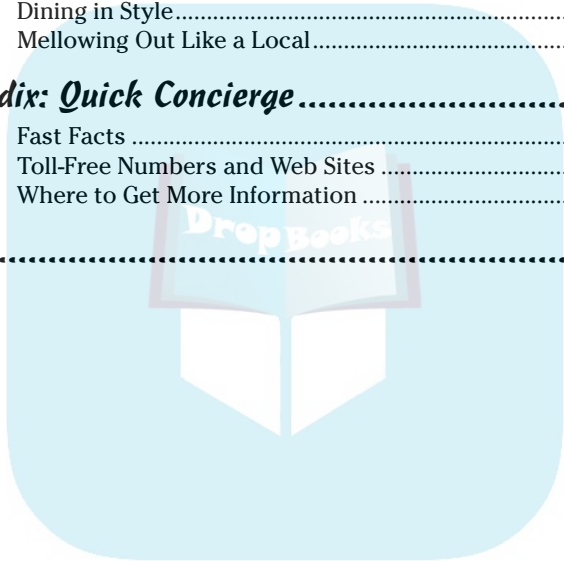 Dining in Style
Mellowing Out Like a Local
dix: Quick Concierge
Fast Facts
Toll-Free Numbers and Web Sites
Where to Get More Information
DropBooks